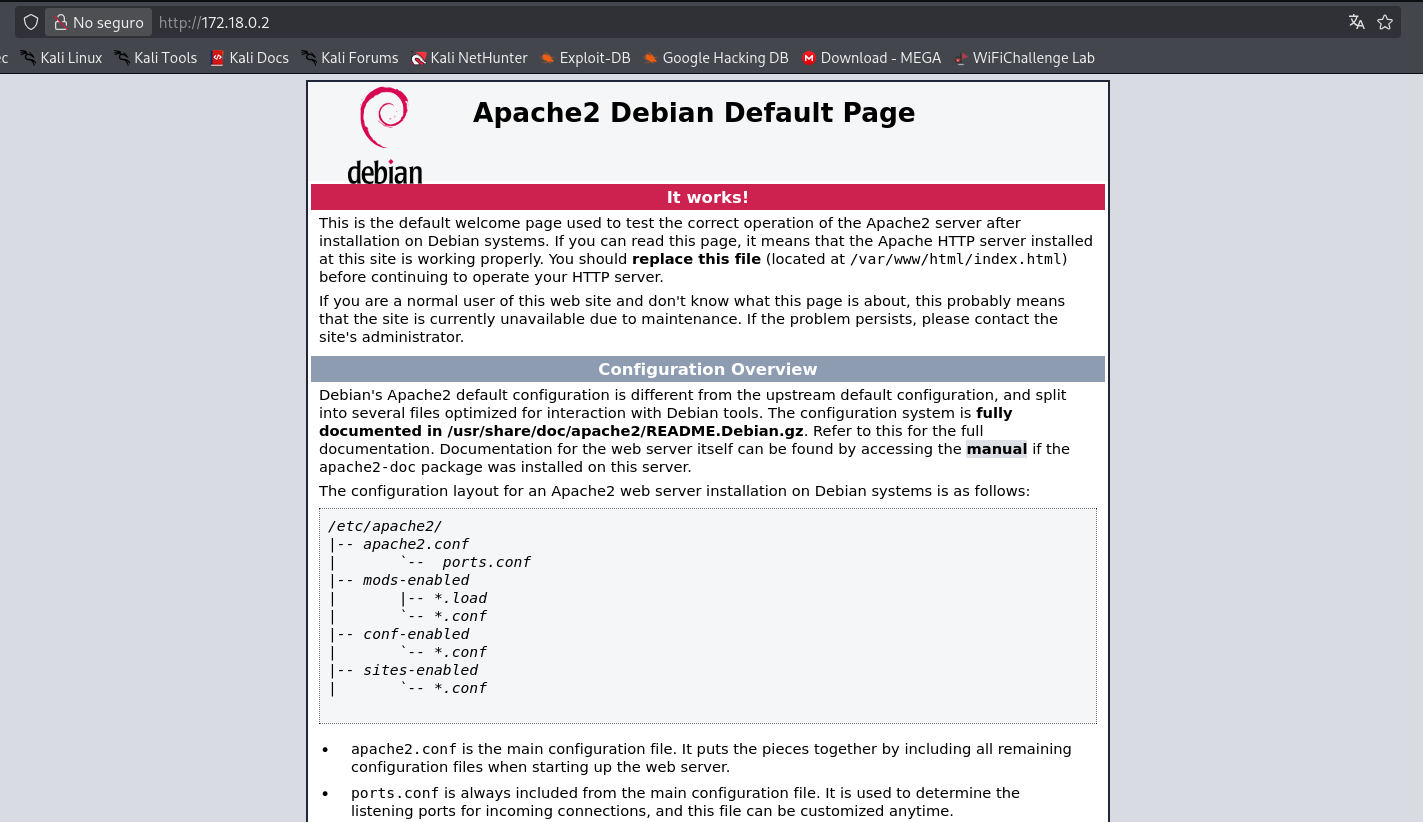 No seguro http://172.18.0.2
Kali Linux Kali Tools Kali Docs Kali Forums Kali NetHunter Exploit-DB Google Hacking DB Download - MEGA WiFiChallenge Lab
debian
Apache2 Debian Default Page
It works!
This is the default welcome page used to test the correct operation of the Apache2 server after
installation on Debian systems. If you can read this page, it means that the Apache HTTP server installed
at this site is working properly. You should replace this file (located at /var/www/html/index.html)
before continuing to operate your HTTP server.
If you are a normal user of this web site and don't know what this page is about, this probably means
that the site is currently unavailable due to maintenance. If the problem persists, please contact the
site's administrator.
Configuration Overview
Debian's Apache2 default configuration is different from the upstream default configuration, and split
into several files optimized for interaction with Debian tools. The configuration system is fully
documented in /usr/share/doc/apache2/README.Debian.gz. Refer to this for the full
documentation. Documentation for the web server itself can be found by accessing the manual if the
apache2-doc package was installed on this server.
The configuration layout for an Apache2 web server installation on Debian systems is as follows:
/etc/apache2/
|-- apache2.conf
|       `--  ports.conf
|-- mods-enabled
|       |-- *.load
|       `-- *.conf
|-- conf-enabled
|       `-- *.conf
|-- sites-enabled
|       `-- *.conf
• apache2.conf is the main configuration file. It puts the pieces together by including all remaining
configuration files when starting up the web server.
• ports.conf is always included from the main configuration file. It is used to determine the
listening ports for incoming connections, and this file can be customized anytime.